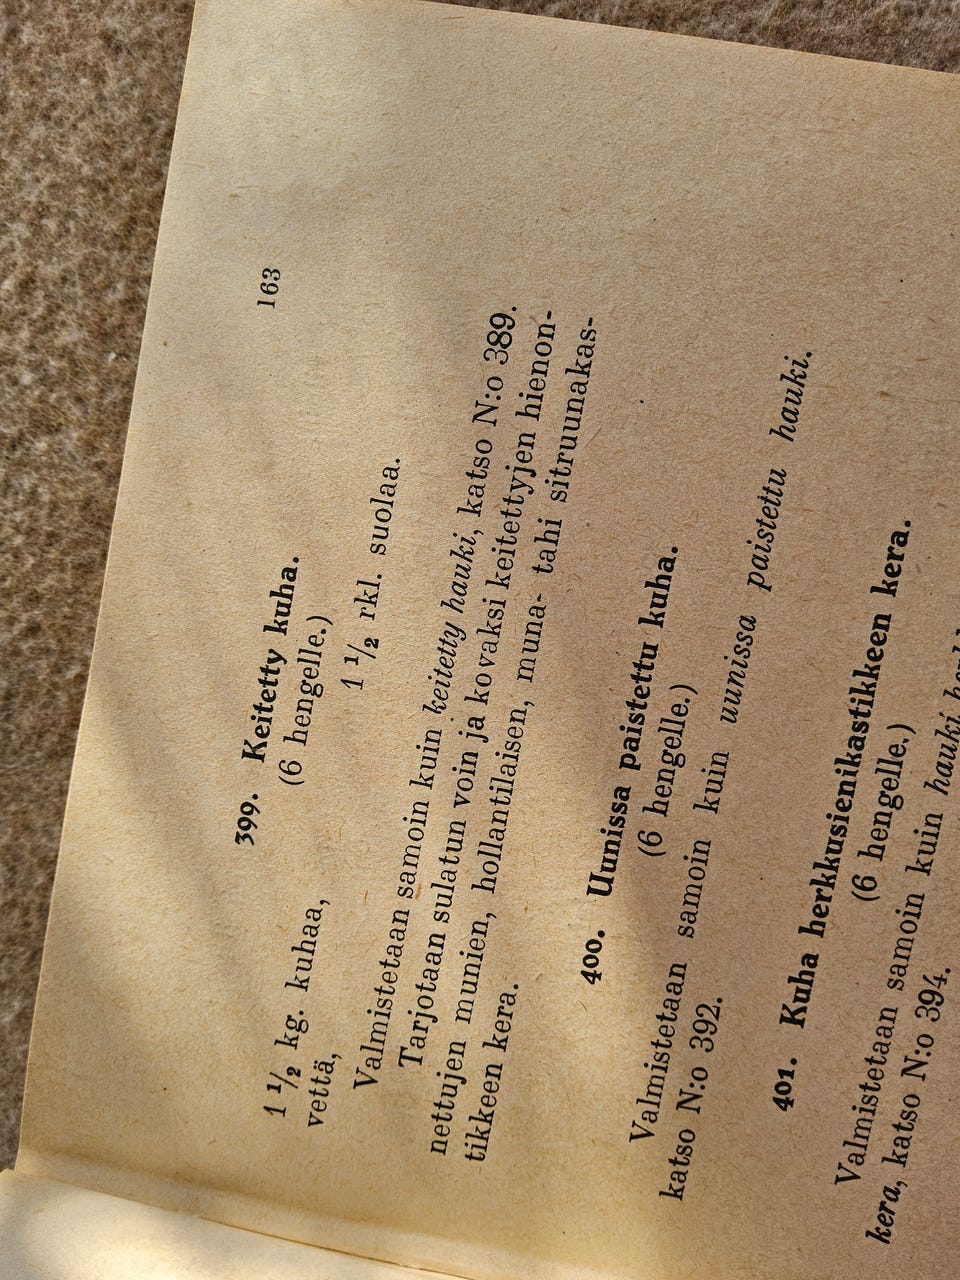 163
399. Keitetty kuha.
(6 hengelle.)
1 1/2 kg. kuhaa,
vettä,
1 1/2 rkl. suolaa.
Valmistetaan samoin kuin keitetty hauki, katso N:o 389.
Tarjotaan sulatun voin ja kovaksi keitettyjen hienon-
nettujen munien, hollantilaisen, muna- tahi sitruunakas-
tikkeen kera.
400. Uunissa paistettu kuha.
(6 hengelle.)
Valmistetaan samoin kuin uunissa paistettu hauki.
katso N:o 392.
401. Kuha herkkusienikastikkeen kera.
(6 hengelle.)
Valmistetaan samoin kuin hauki
kera, katso N:o 394.